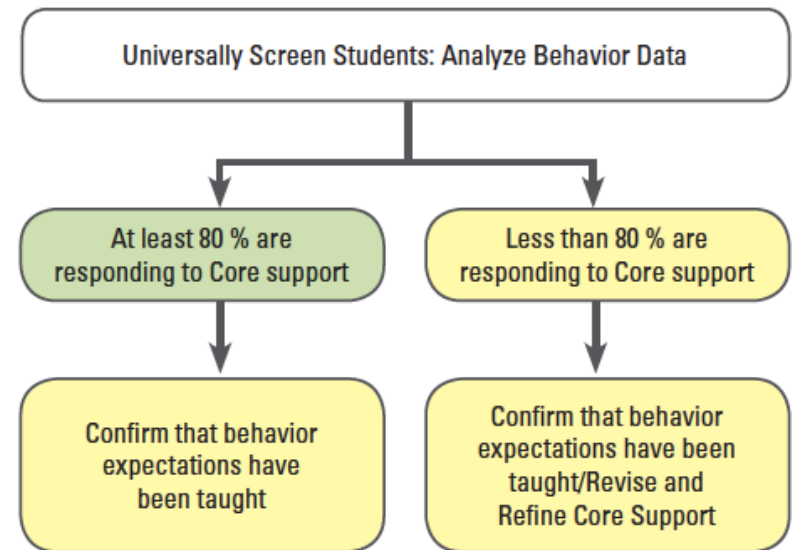 Universally Screen Students: Analyze Behavior Data
At least 80 % are
responding to Core support
Less than 80 % are
responding to Core support
Confirm that behavior
expectations have
been taught
Confirm that behavior
expectations have been
taught/Revise and
Refine Core Support